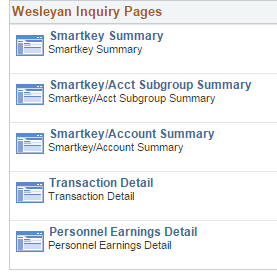 Wesleyan Inquiry Pages
Smartkey Summary
Smartkey Summary
Smartkey/Acct Subgroup Summary
Smartkey/Acct Subgroup Summary
Smartkey/Account Summary
Smartkey/Account Summary
Transaction Detail
Transaction Detail
Personnel Earnings Detail
Personnel Earnings Detail